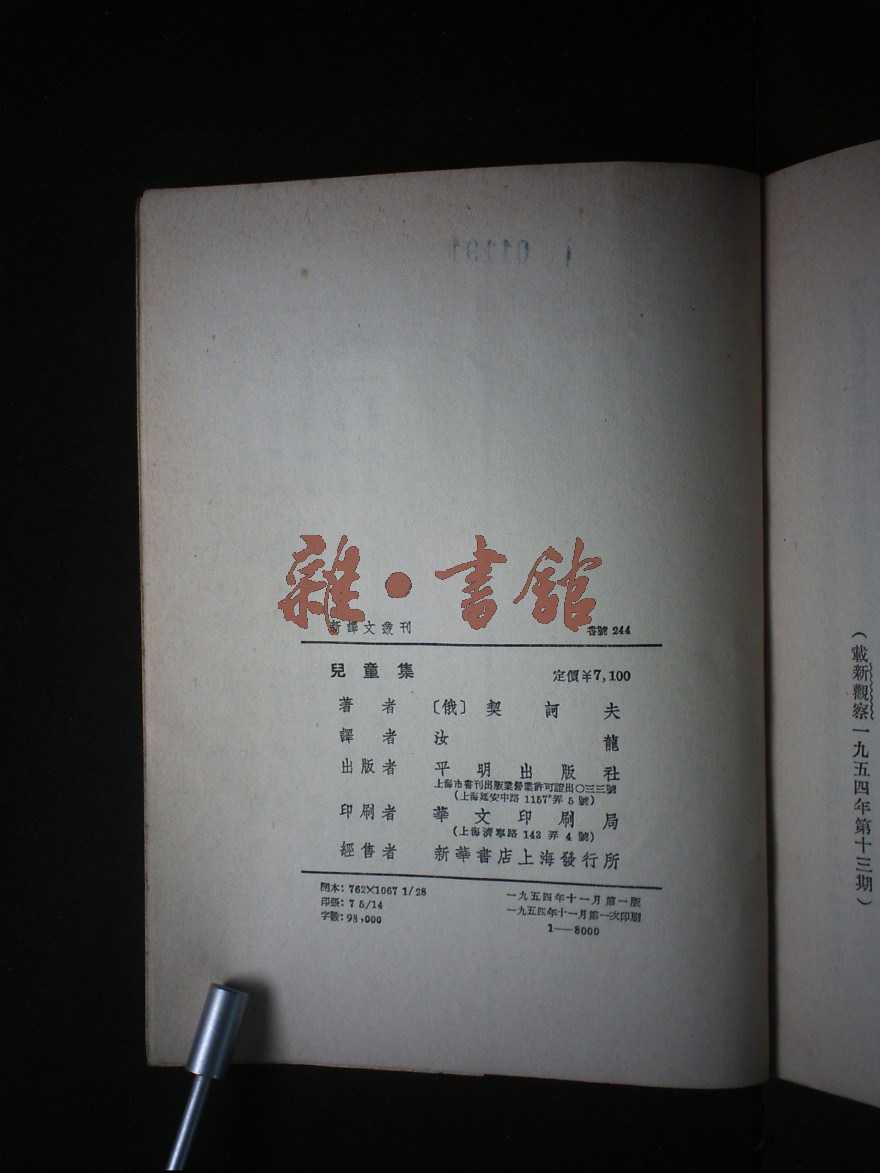 01191
雜·書館
新譯文叢刊 書號 244
兒童集 定價¥7,100
著者 〔俄〕契訶夫
譯者 汝龍
出版者 平明出版社
上海市書刊出版業營業許可證出〇三三號
(上海延安中路 1157弄 5 號)
印刷者 華文印刷局
(上海濟寧路 143 弄 4 號)
經售者 新華書店上海發行所
開本: 762×1067 1/28
印張: 7 5/14
字數: 98,000
一九五四年十一月第一版
一九五四年十一月第一次印刷
1—8000
(載新觀察一九五四年第十三期)